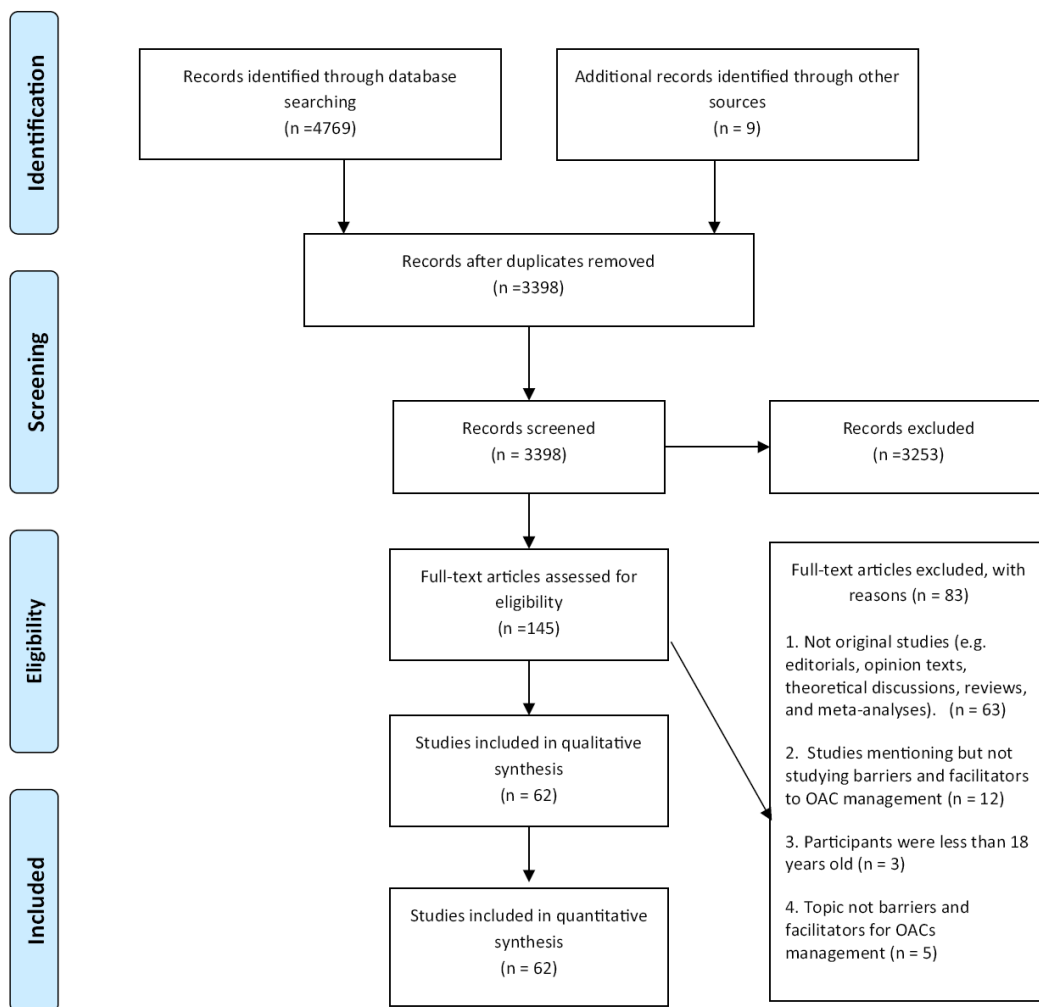 Identification
Records identified through database
searching
(n =4769)
Additional records identified through other
sources
(n = 9)
Records after duplicates removed
(n =3398)
Screening
Records screened
(n = 3398)
Records excluded
(n =3253)
Eligibility
Full-text articles assessed for
eligibility
(n =145)
Full-text articles excluded, with
reasons (n = 83)
1. Not original studies (e.g.
editorials, opinion texts,
theoretical discussions, reviews,
and meta-analyses). (n = 63)
2. Studies mentioning but not
studying barriers and facilitators
to OAC management (n = 12)
3. Participants were less than 18
years old (n = 3)
4. Topic not barriers and
facilitators for OACs
management (n = 5)
Studies included in qualitative
synthesis
(n = 62)
Included
Studies included in quantitative
synthesis
(n = 62)